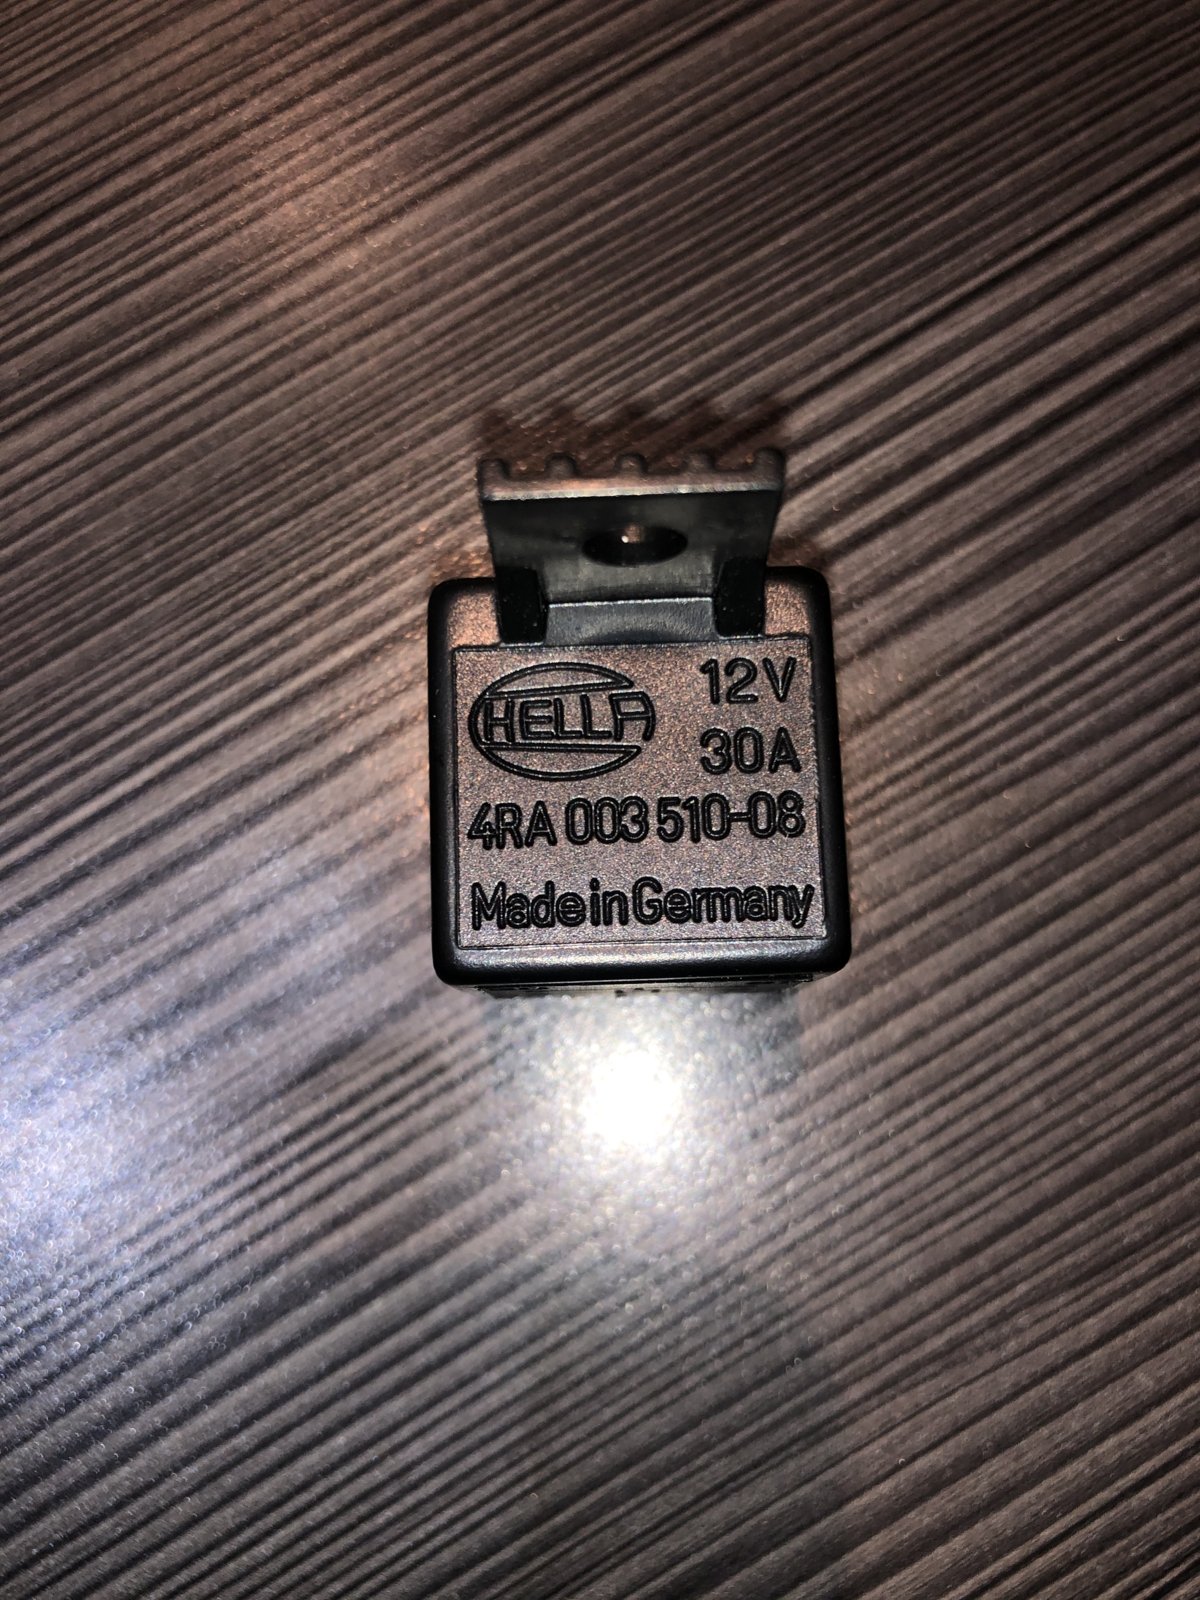 HELLA
12V
30A
4RA 003 510-08
Made in Germany